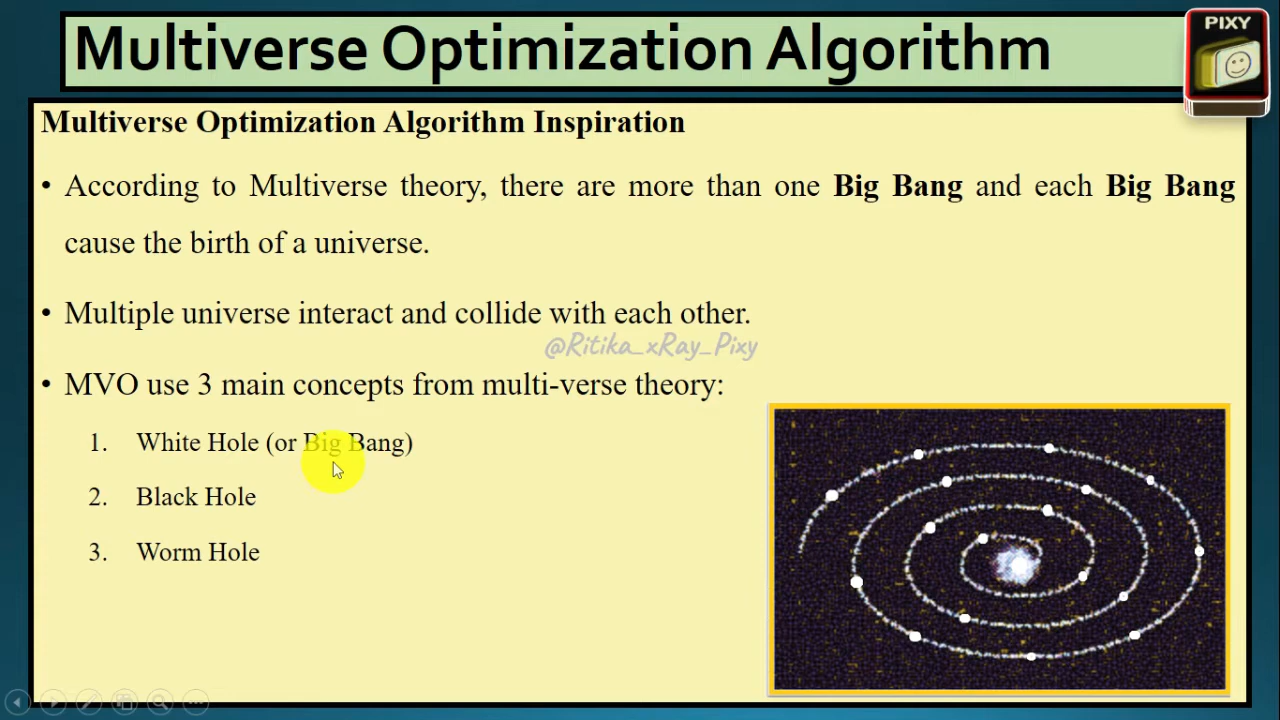 Multiverse Optimization Algorithm
PIXY
Multiverse Optimization Algorithm Inspiration
• According to Multiverse theory, there are more than one Big Bang and each Big Bang
cause the birth of a universe.
• Multiple universe interact and collide with each other.
@Ritika_xRay_Pixy
• MVO use 3 main concepts from multi-verse theory:
1. White Hole (or Big Bang)
2. Black Hole
3. Worm Hole